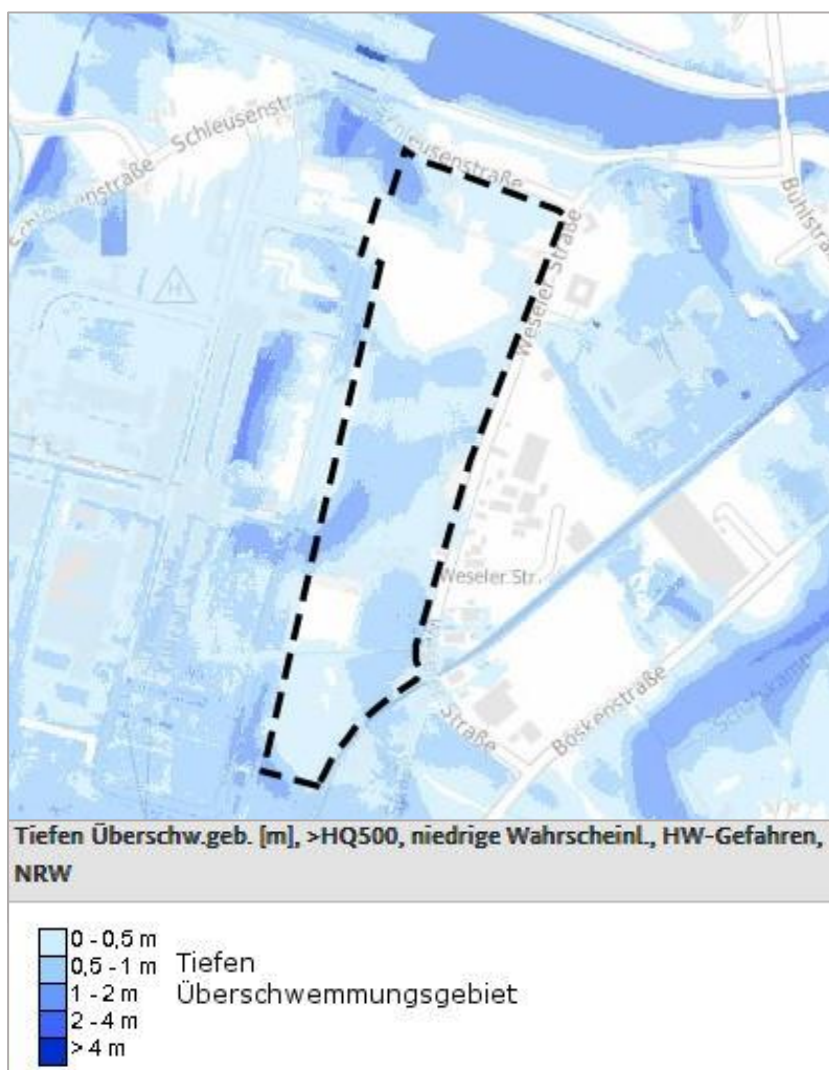 Schleusenstraße
Schleusenstraße
Schleusenstraße
Bühlstra
Weseler Straße
H
Weseler Str.
Straße
Böskenstraße
Tiefen Überschw.geb. [m], >HQ500, niedrige Wahrscheinl., HW-Gefahren,
NRW
0 - 0,5 m
0,5 - 1 m
1 - 2 m
2 - 4 m
> 4 m
Tiefen
Überschwemmungsgebiet